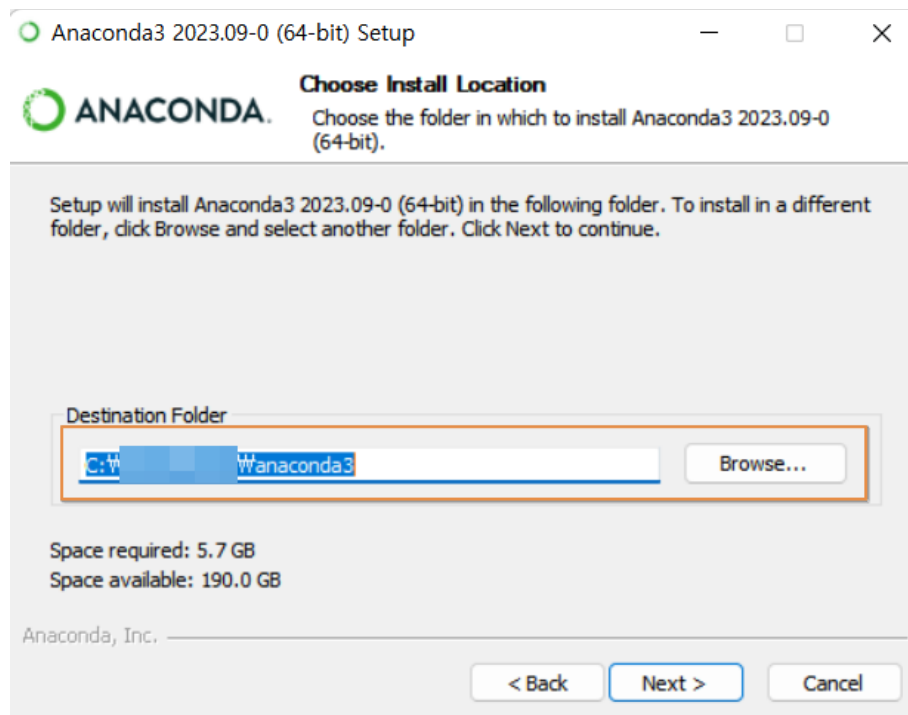 Anaconda3 2023.09-0 (64-bit) Setup
ANACONDA.
Choose Install Location
Choose the folder in which to install Anaconda3 2023.09-0
(64-bit).
Setup will install Anaconda3 2023.09-0 (64-bit) in the following folder. To install in a different
folder, click Browse and select another folder. Click Next to continue.
Destination Folder
C:₩ ₩anaconda3
Browse...
Space required: 5.7 GB
Space available: 190.0 GB
Anaconda, Inc.
< Back
Next >
Cancel